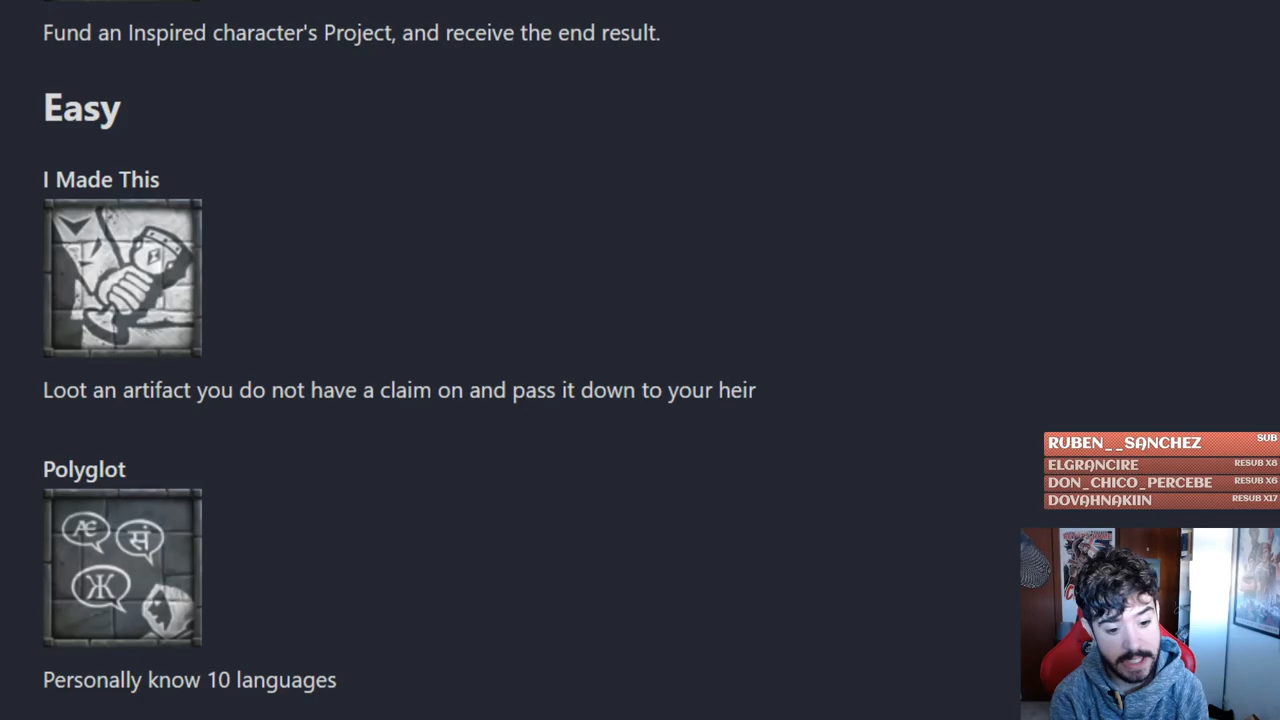 Fund an Inspired character's Project, and receive the end result.
Easy
I Made This
Loot an artifact you do not have a claim on and pass it down to your heir
Polyglot
Æ
सं
Ж
Personally know 10 languages
RUBEN__SANCHEZ SUB
ELGRANCIRE RESUB X8
DON_CHICO_PERCEBE RESUB X6
DOVAHNAKIIN RESUB X17